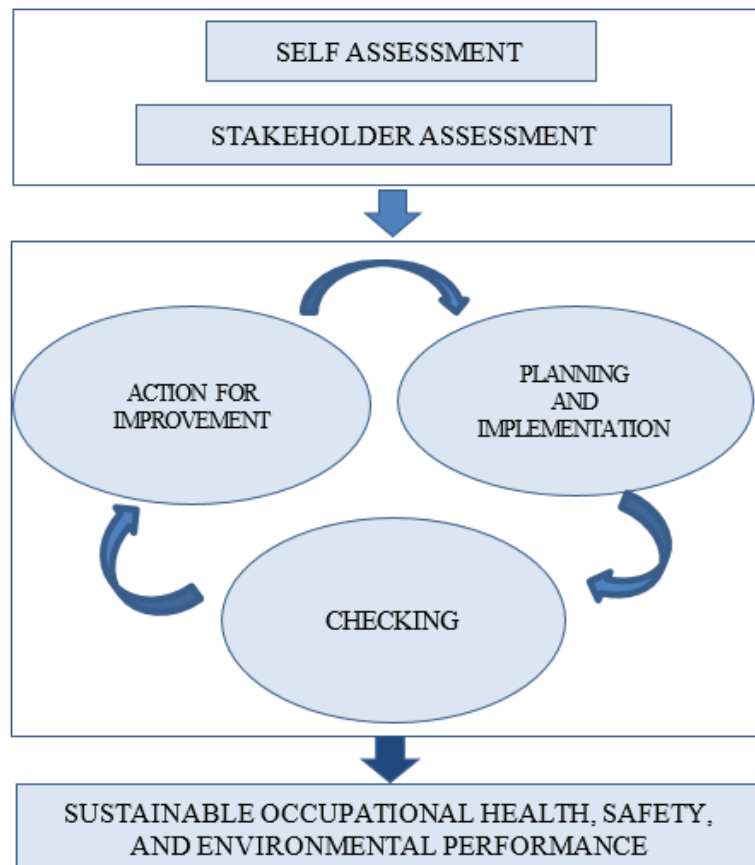 SELF ASSESSMENT
STAKEHOLDER ASSESSMENT
ACTION FOR
IMPROVEMENT
PLANNING
AND
IMPLEMENTATION
CHECKING
SUSTAINABLE OCCUPATIONAL HEALTH, SAFETY,
AND ENVIRONMENTAL PERFORMANCE